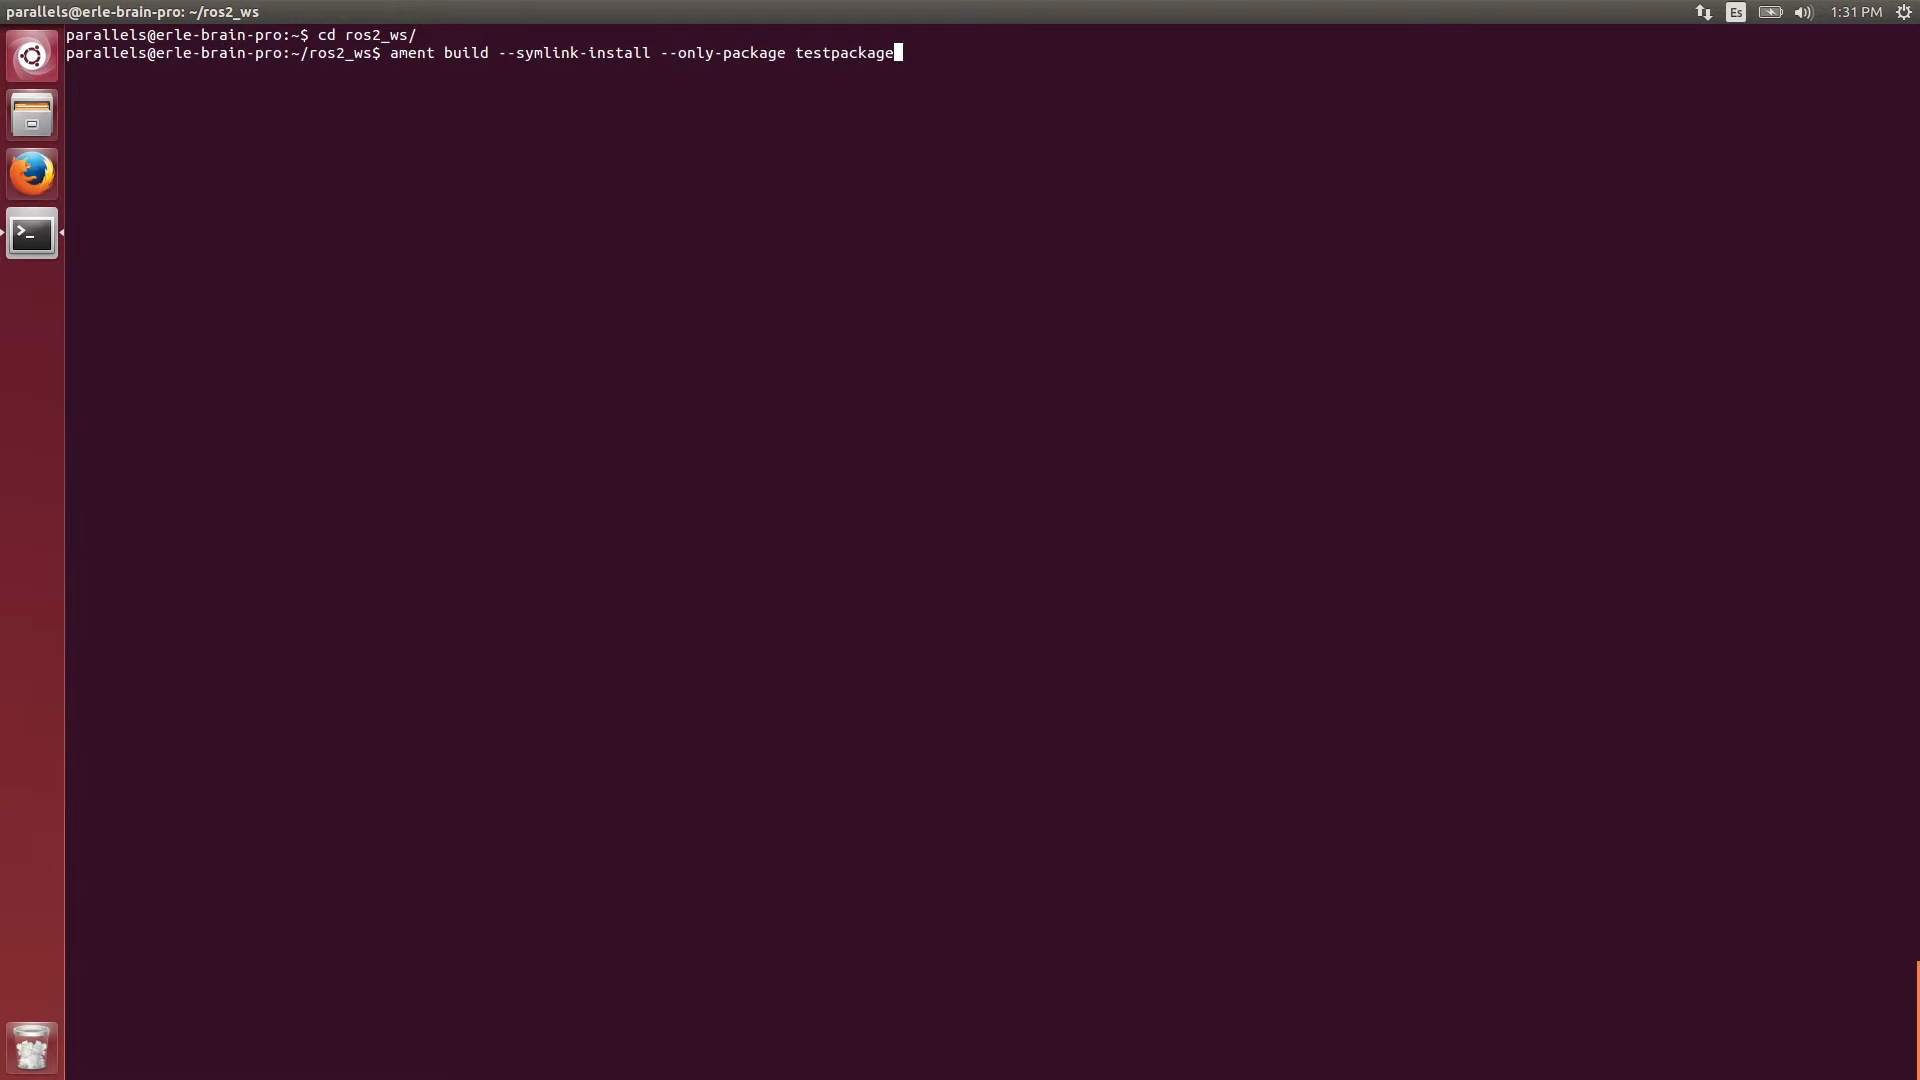 parallels@erle-brain-pro: ~/ros2_ws
Es
1:31 PM
parallels@erle-brain-pro:~$ cd ros2_ws/
parallels@erle-brain-pro:~/ros2_ws$ ament build --symlink-install --only-package testpackage
>_